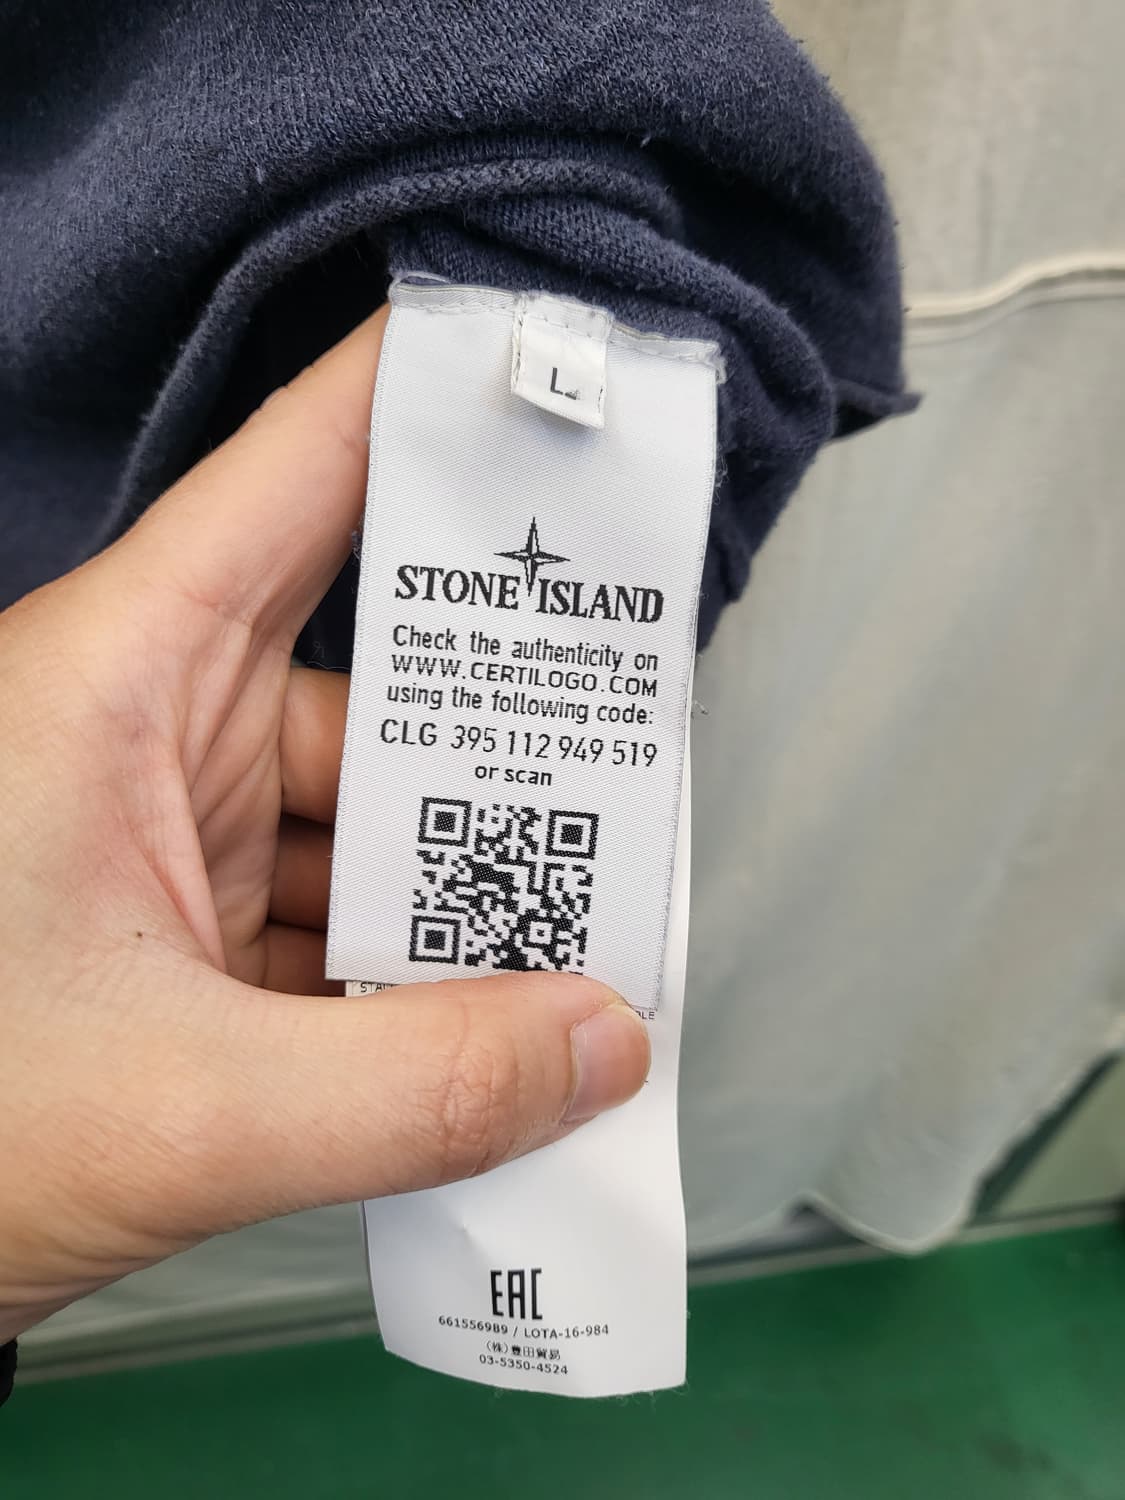 L
STONE ISLAND
Check the authenticity on
WWW.CERTILOGO.COM
using the following code:
CLG 395 112 949 519
or scan
EAC
6615569B9 / LOTA-16-984
(株)豊田貿易
03-5350-4524